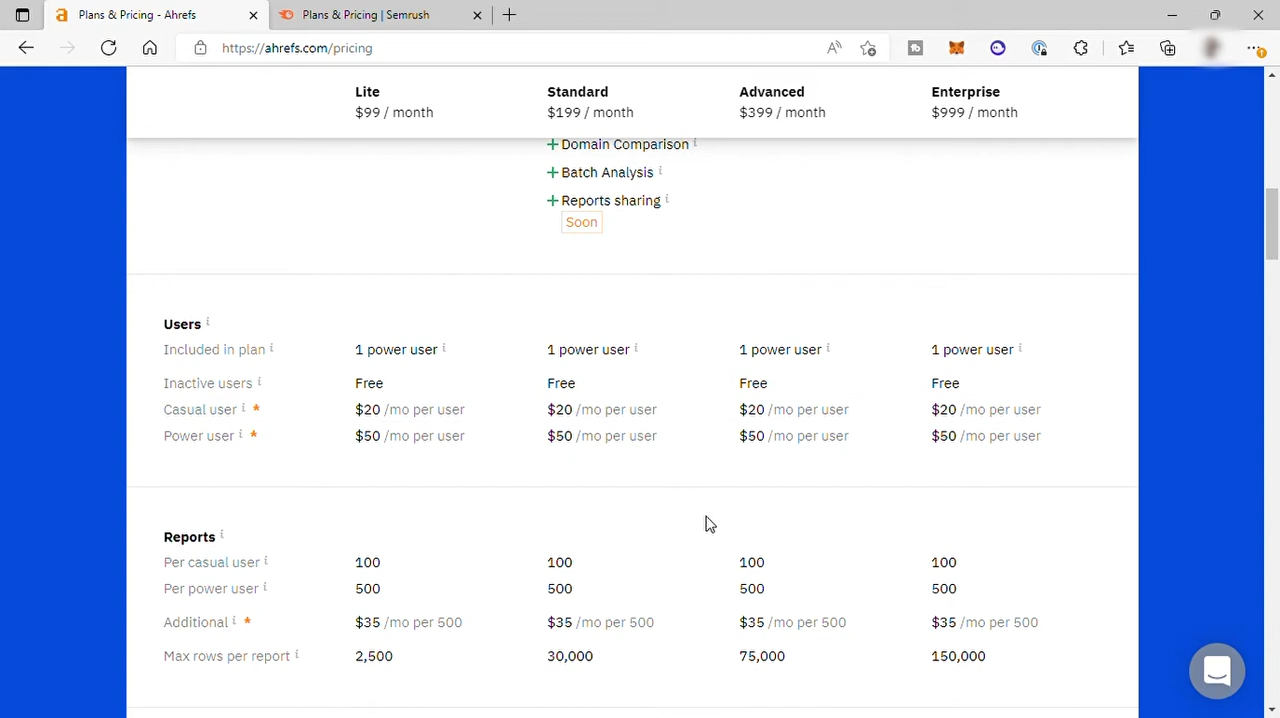 Plans & Pricing - Ahrefs
Plans & Pricing | Semrush
https://ahrefs.com/pricing
Lite Standard Advanced Enterprise
$99 / month $199 / month $399 / month $999 / month
+ Domain Comparison i
+ Batch Analysis i
+ Reports sharing i
Soon
Users i
Included in plan i 1 power user i 1 power user i 1 power user i 1 power user i
Inactive users i Free Free Free Free
Casual user i * $20 /mo per user $20 /mo per user $20 /mo per user $20 /mo per user
Power user i * $50 /mo per user $50 /mo per user $50 /mo per user $50 /mo per user
Reports i
Per casual user i 100 100 100 100
Per power user i 500 500 500 500
Additional i * $35 /mo per 500 $35 /mo per 500 $35 /mo per 500 $35 /mo per 500
Max rows per report i 2,500 30,000 75,000 150,000